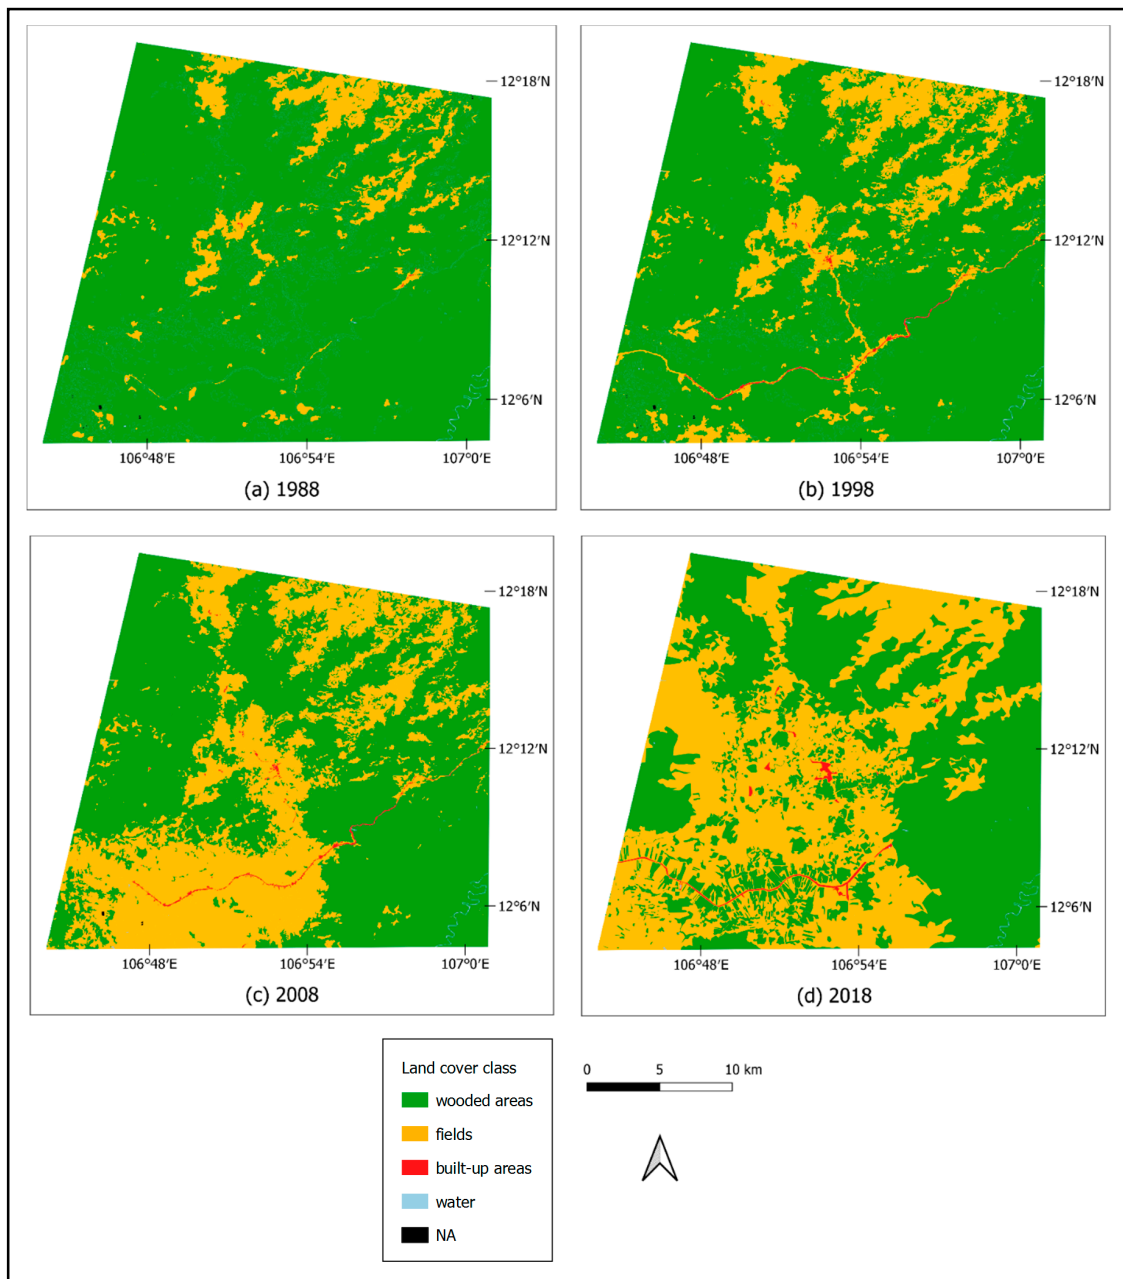 12°18′N
12°12′N
12°6′N
106°48′E 106°54′E 107°0′E
(a) 1988
12°18′N
12°12′N
12°6′N
106°48′E 106°54′E 107°0′E
(b) 1998
12°18′N
12°12′N
12°6′N
106°48′E 106°54′E 107°0′E
(c) 2008
12°18′N
12°12′N
12°6′N
106°48′E 106°54′E 107°0′E
(d) 2018
Land cover class
wooded areas
fields
built-up areas
water
NA
0 5 10 km